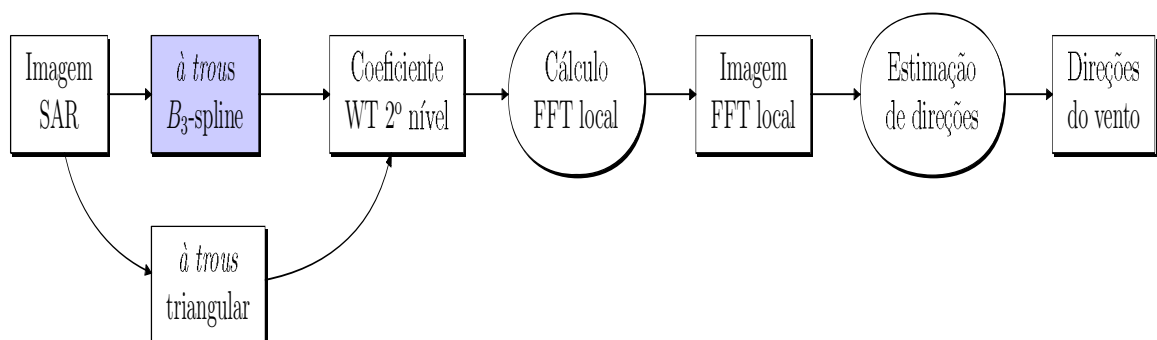 Imagem
SAR
à trous
B₃-spline
Coeficiente
WT 2º nível
Cálculo
FFT local
Imagem
FFT local
Estimação
de direções
Direções
do vento
à trous
triangular